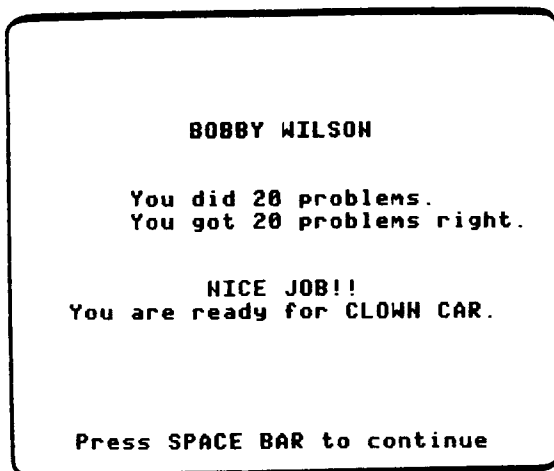 BOBBY WILSON
You did 20 problems.
You got 20 problems right.
NICE JOB!!
You are ready for CLOWN CAR.
Press SPACE BAR to continue